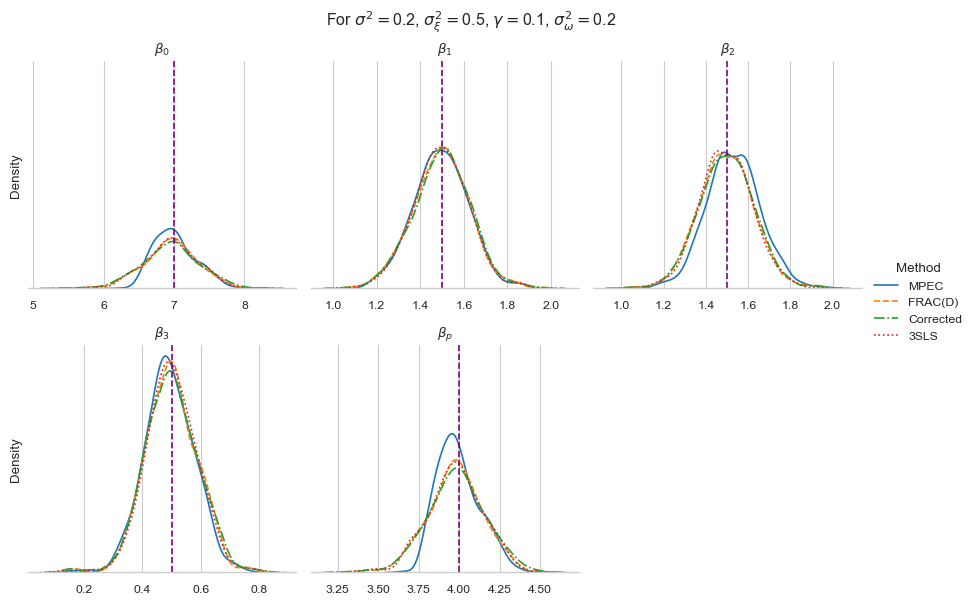 For σ² = 0.2, σ_ξ² = 0.5, γ = 0.1, σ_ω² = 0.2
β₀ β₁ β₂
Density
5 6 7 8 1.0 1.2 1.4 1.6 1.8 2.0 1.0 1.2 1.4 1.6 1.8 2.0
Method
MPEC
FRAC(D)
Corrected
3SLS
β₃ βₚ
Density
0.2 0.4 0.6 0.8 3.25 3.50 3.75 4.00 4.25 4.50